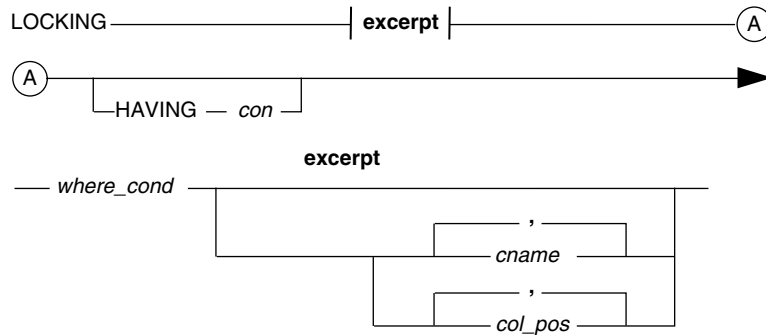 LOCKING excerpt A
A
HAVING con
excerpt
where_cond
,
cname
,
col_pos